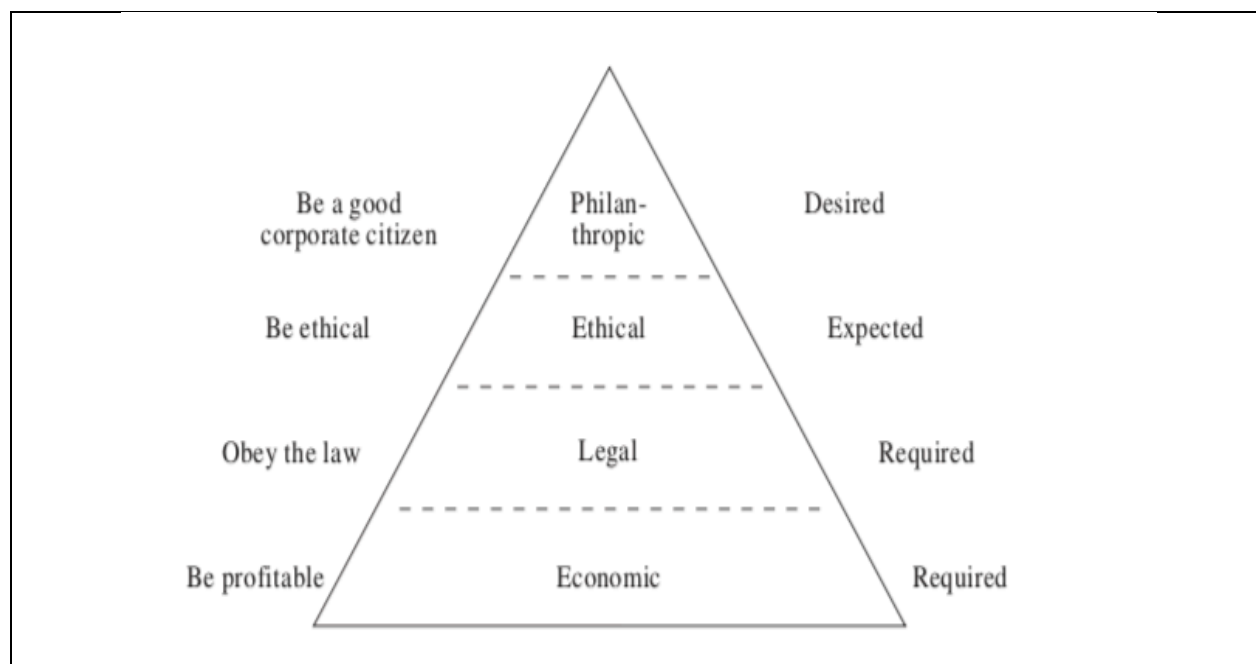 Be a good
corporate citizen
Philan-
thropic
Desired
Be ethical
Ethical
Expected
Obey the law
Legal
Required
Be profitable
Economic
Required